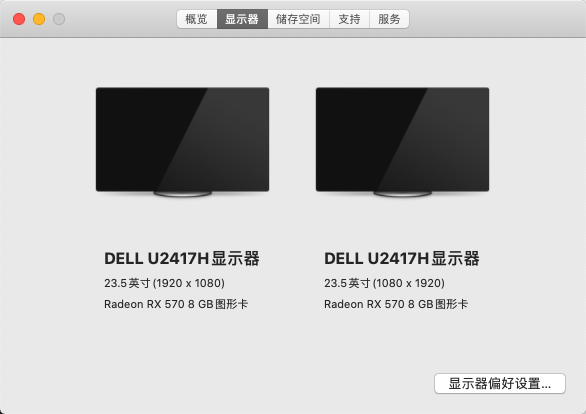 概览 显示器 储存空间 支持 服务
DELL U2417H显示器 DELL U2417H显示器
23.5英寸 (1920 x 1080) 23.5英寸 (1080 x 1920)
Radeon RX 570 8 GB图形卡 Radeon RX 570 8 GB图形卡
显示器偏好设置...